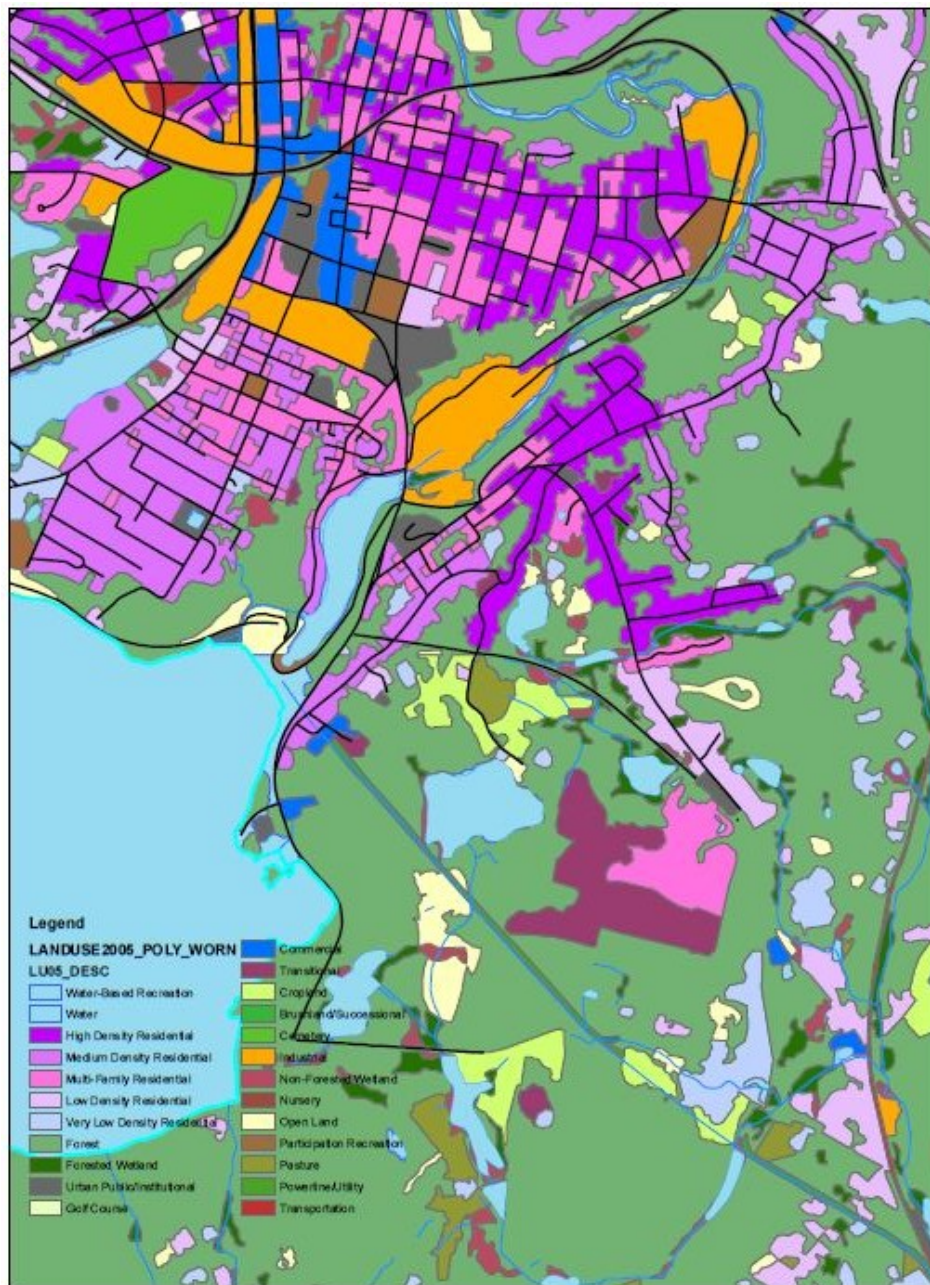 Legend
LANDUSE2005_POLY_WORN
LU05_DESC
Water-Based Recreation
Water
High Density Residential
Medium Density Residential
Multi-Family Residential
Low Density Residential
Very Low Density Residential
Forest
Forested Wetland
Urban Public/Institutional
Golf Course
Commercial
Transitional
Cropland
Brushland/Successional
Cemetery
Industrial
Non-Forested Wetland
Nursery
Open Land
Participation Recreation
Pasture
Powerline/Utility
Transportation